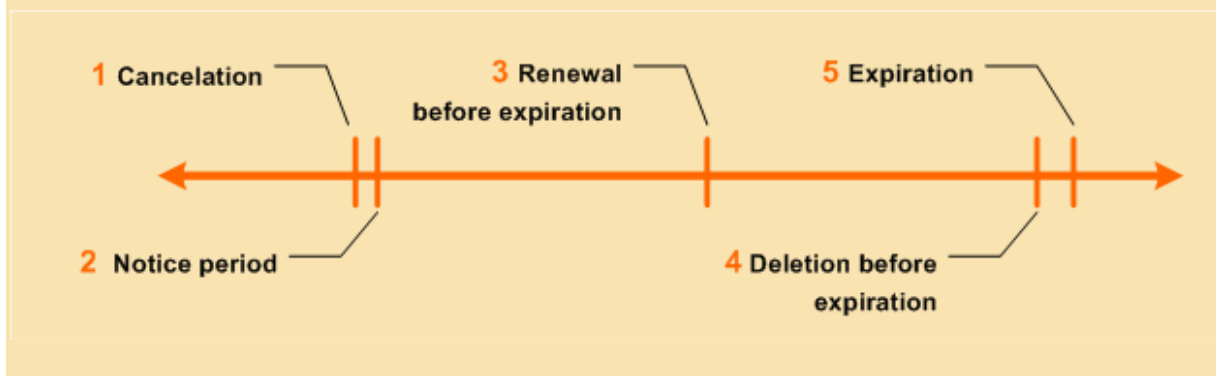 1 Cancelation
2 Notice period
3 Renewal
before expiration
4 Deletion before
expiration
5 Expiration